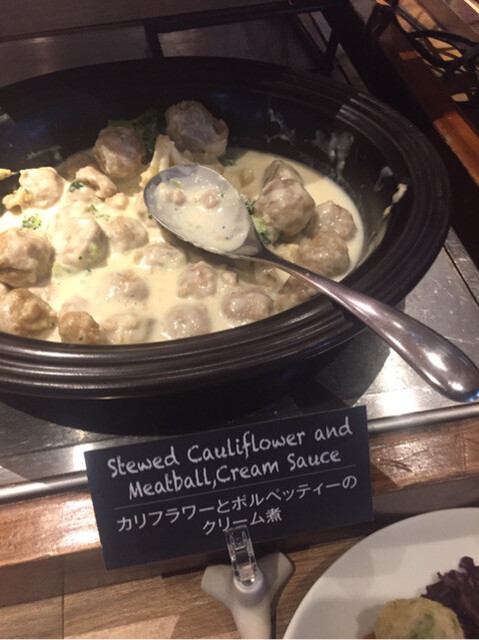 Stewed Cauliflower and
Meatball,Cream Sauce
カリフラワーとポルペッティーの
クリーム煮